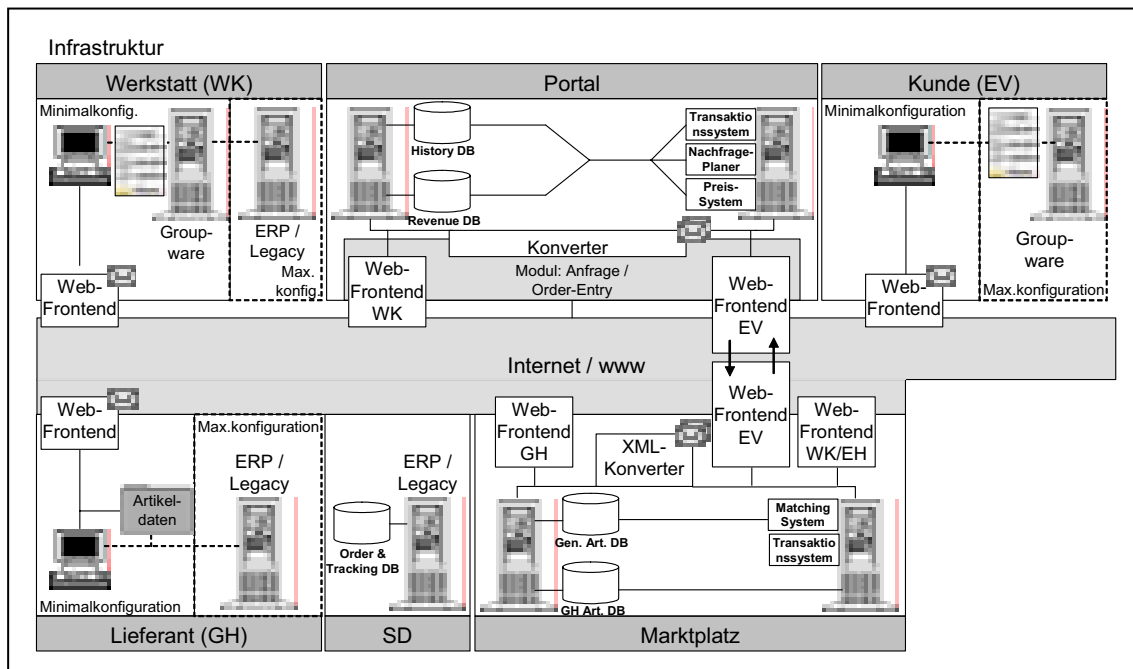 Infrastruktur
Werkstatt (WK)
Portal
Kunde (EV)
Minimalkonfig.
Group-
ware
ERP /
Legacy
Max.
konfig.
Web-
Frontend
History DB
Revenue DB
Transaktio
nssystem
Nachfrage-
Planer
Preis-
System
Konverter
Modul: Anfrage /
Order-Entry
Web-
Frontend
WK
Web-
Frontend
EV
Minimalkonfiguration
Group-
ware
Max.konfiguration
Web-
Frontend
Internet / www
Web-
Frontend
Max.konfiguration
ERP /
Legacy
Artikel-
daten
Minimalkonfiguration
Lieferant (GH)
ERP /
Legacy
Order &
Tracking DB
SD
Web-
Frontend
GH
XML-
Konverter
Web-
Frontend
EV
Web-
Frontend
WK/EH
Gen. Art. DB
GH Art. DB
Matching
System
Transaktio
nssystem
Marktplatz